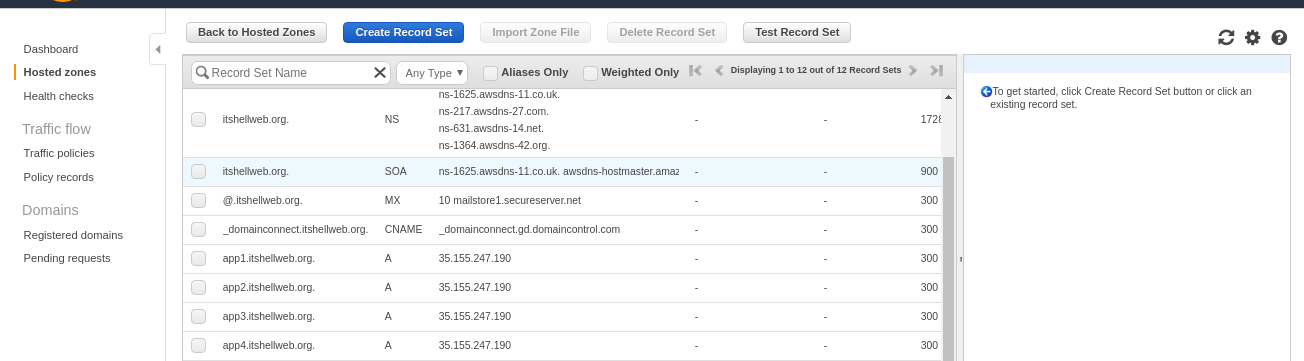 Back to Hosted Zones Create Record Set Import Zone File Delete Record Set Test Record Set
Dashboard
Hosted zones
Health checks
Traffic flow
Traffic policies
Policy records
Domains
Registered domains
Pending requests
Record Set Name Any Type Aliases Only Weighted Only Displaying 1 to 12 out of 12 Record Sets
ns-1625.awsdns-11.co.uk.
ns-217.awsdns-27.com.
itshellweb.org. NS - - 1728
ns-631.awsdns-14.net.
ns-1364.awsdns-42.org.
itshellweb.org. SOA ns-1625.awsdns-11.co.uk. awsdns-hostmaster.amaz - - 900
@.itshellweb.org. MX 10 mailstore1.secureserver.net - - 300
_domainconnect.itshellweb.org. CNAME _domainconnect.gd.domaincontrol.com - - 300
app1.itshellweb.org. A 35.155.247.190 - - 300
app2.itshellweb.org. A 35.155.247.190 - - 300
app3.itshellweb.org. A 35.155.247.190 - - 300
app4.itshellweb.org. A 35.155.247.190 - - 300
To get started, click Create Record Set button or click an
existing record set.